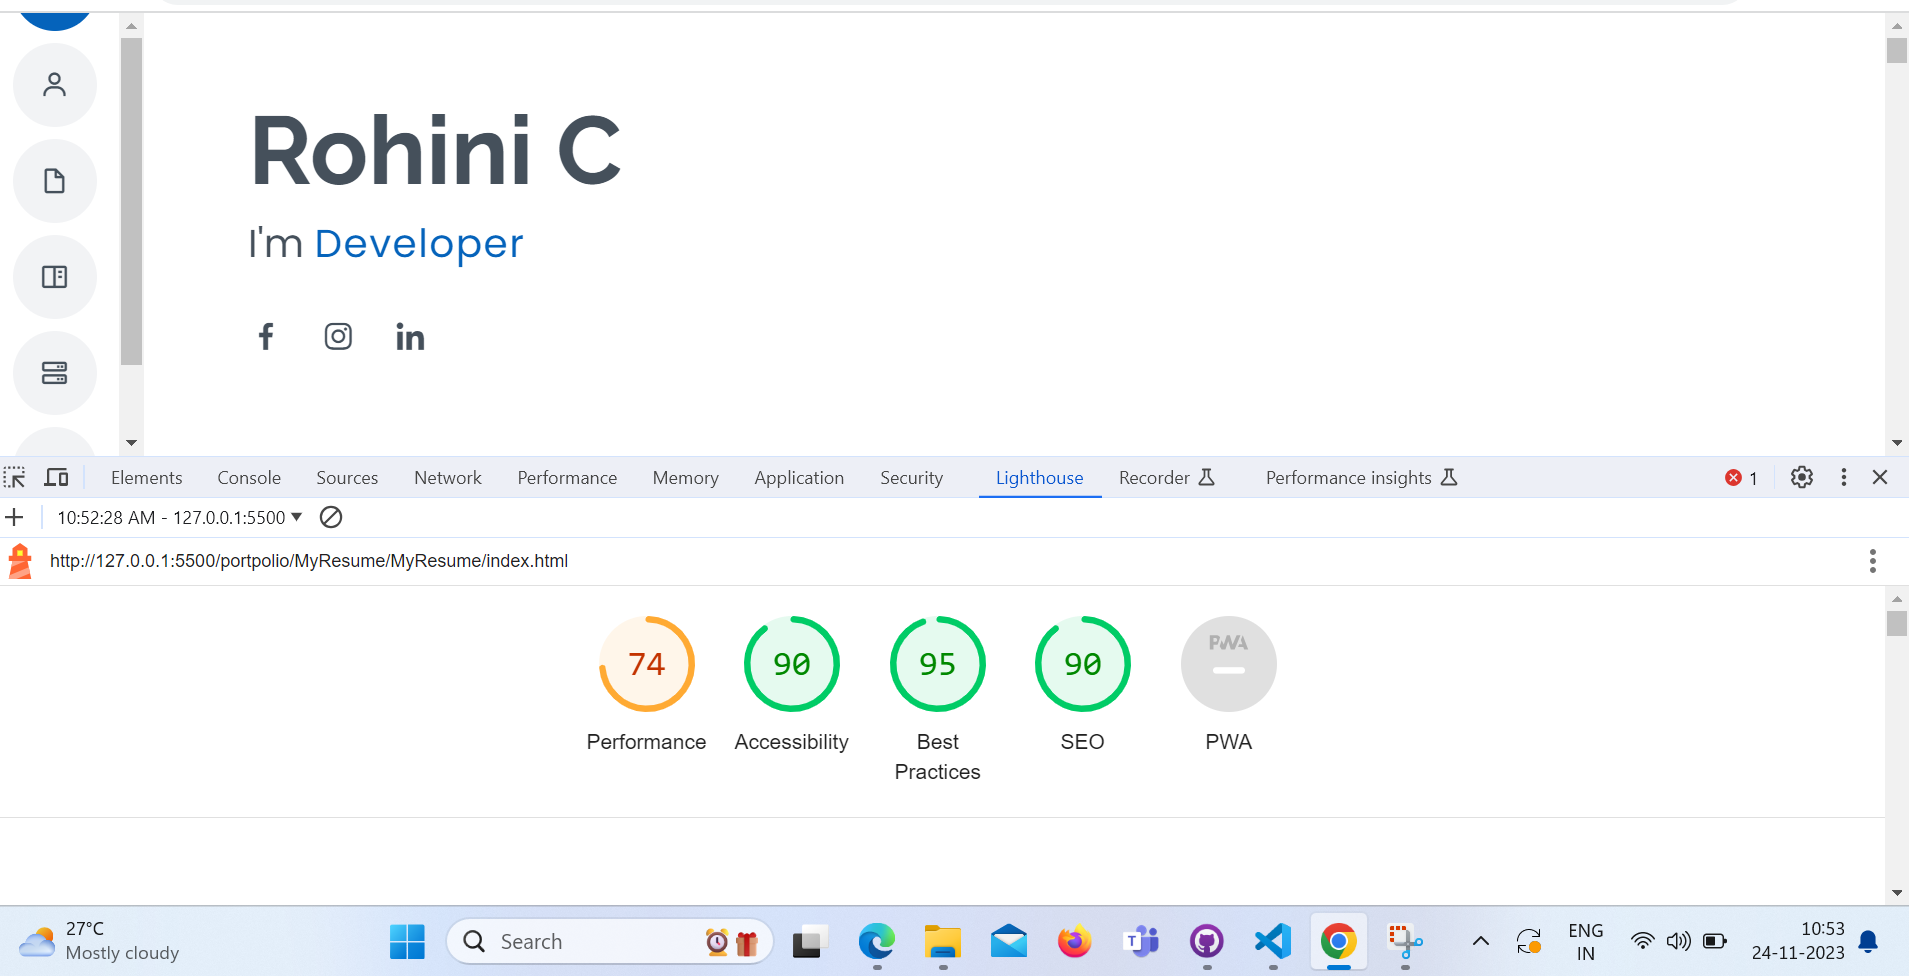 Rohini C
I'm Developer
Elements Console Sources Network Performance Memory Application Security Lighthouse Recorder Performance insights 1
10:52:28 AM - 127.0.0.1:5500
http://127.0.0.1:5500/portpolio/MyResume/MyResume/index.html
74 90 95 90 PWA
Performance Accessibility Best Practices SEO PWA
27°C
Mostly cloudy
Search
ENG
IN
10:53
24-11-2023